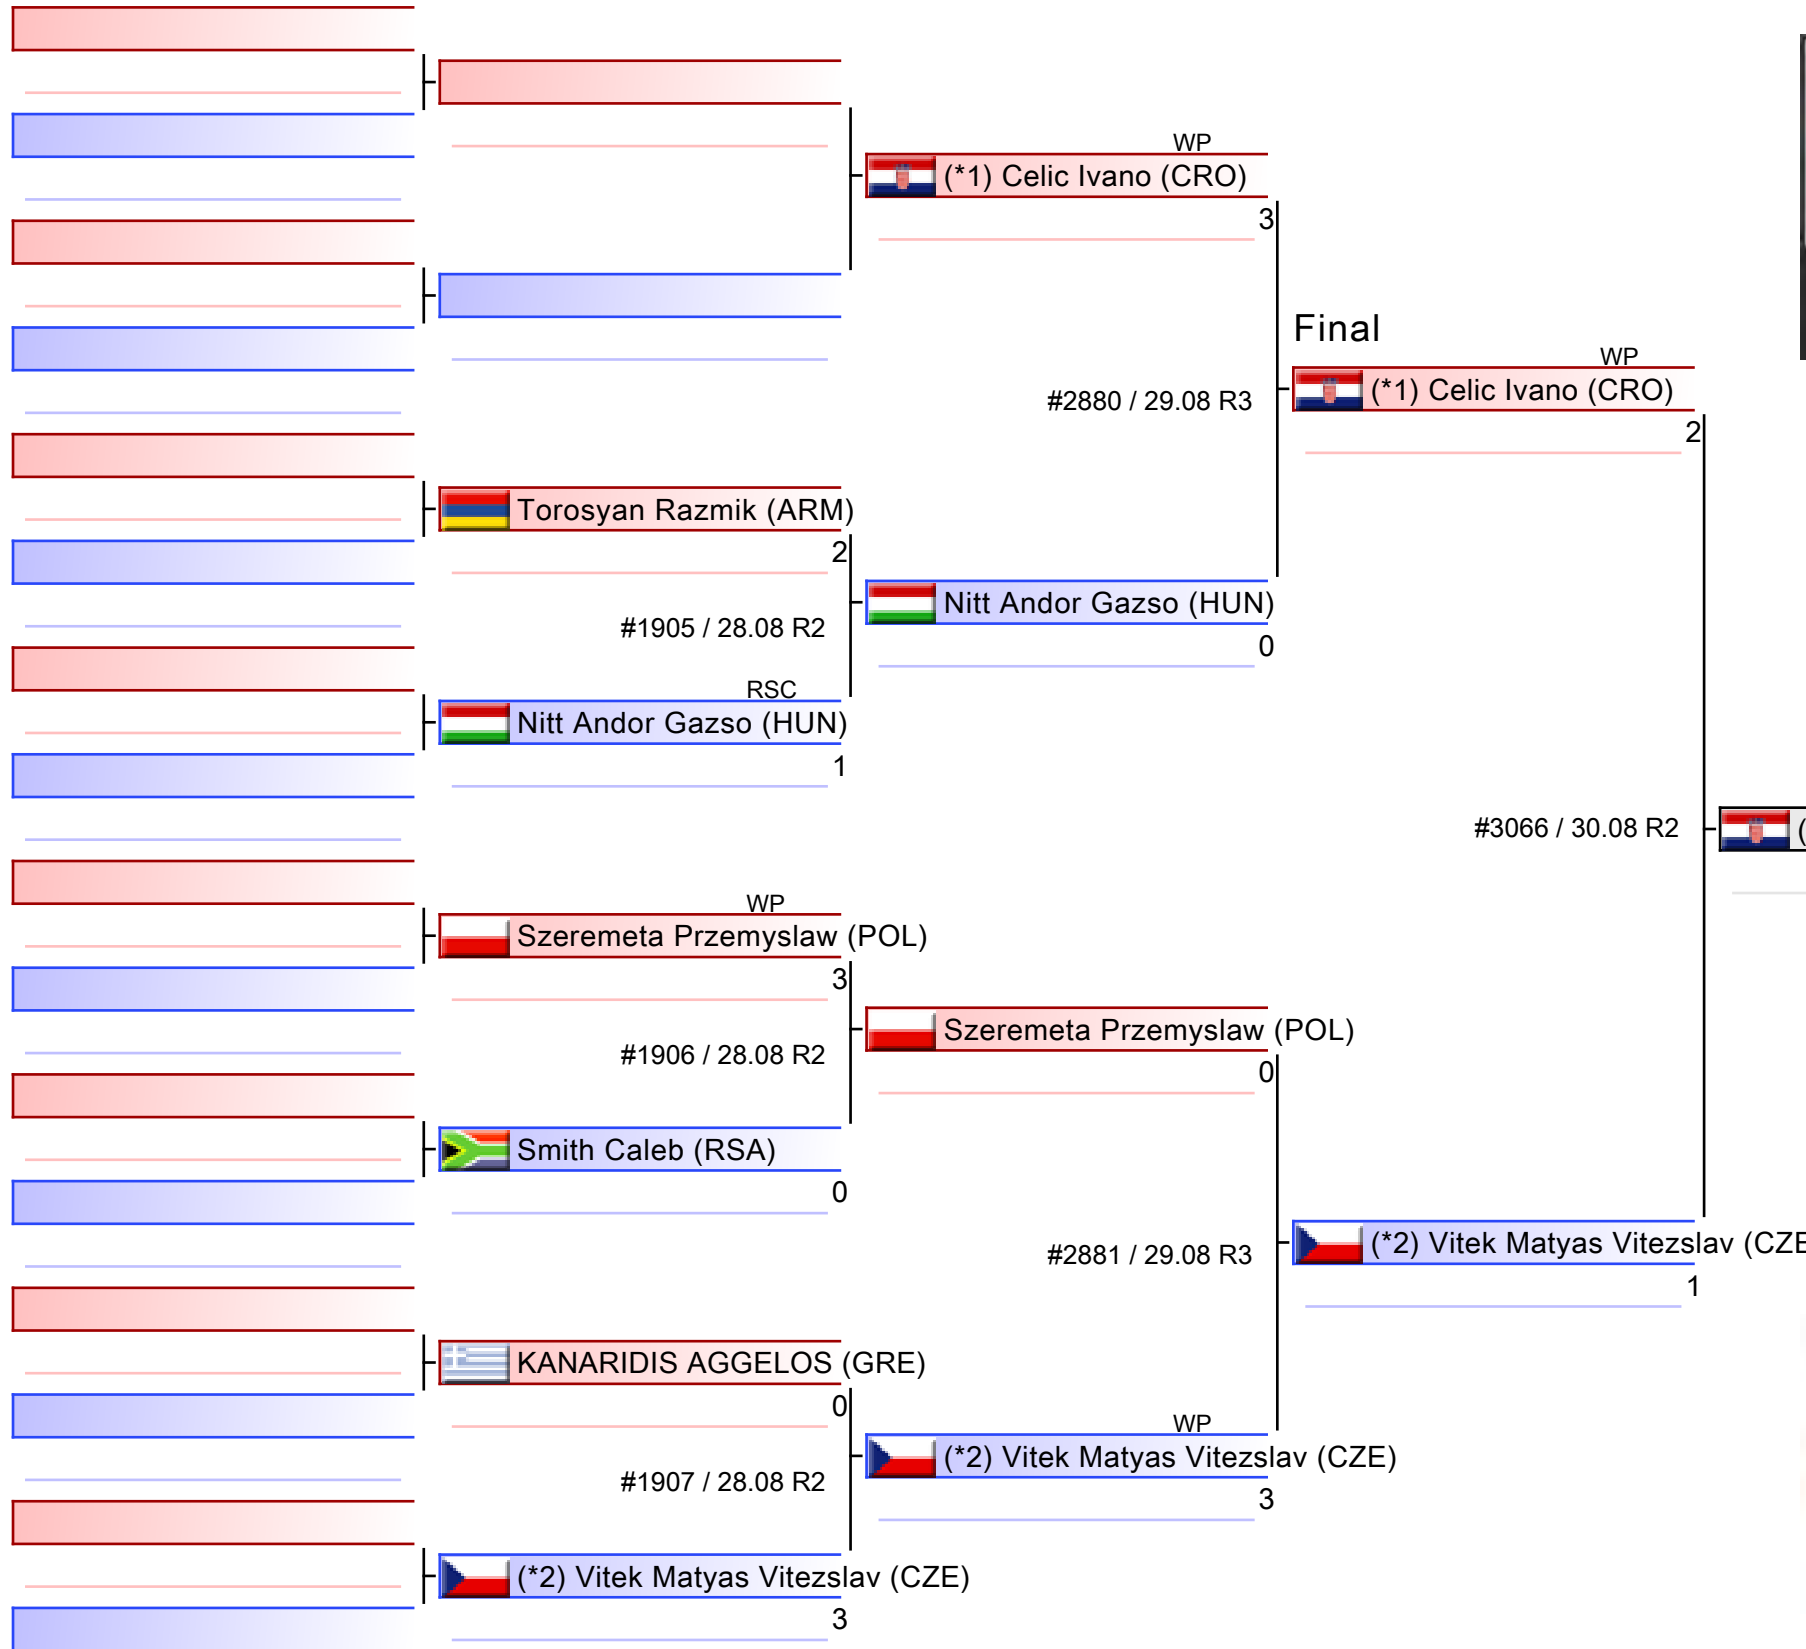 WP
(*1) Celic Ivano (CRO)
3
Final
WP
#2880 / 29.08 R3
(*1) Celic Ivano (CRO)
2
Torosyan Razmik (ARM)
2
Nitt Andor Gazso (HUN)
#1905 / 28.08 R2
0
RSC
Nitt Andor Gazso (HUN)
1
#3066 / 30.08 R2
(
WP
Szeremeta Przemyslaw (POL)
3
Szeremeta Przemyslaw (POL)
#1906 / 28.08 R2
0
Smith Caleb (RSA)
0
#2881 / 29.08 R3
(*2) Vitek Matyas Vitezslav (CZE
1
KANARIDIS AGGELOS (GRE)
0
WP
(*2) Vitek Matyas Vitezslav (CZE)
#1907 / 28.08 R2
3
(*2) Vitek Matyas Vitezslav (CZE)
3